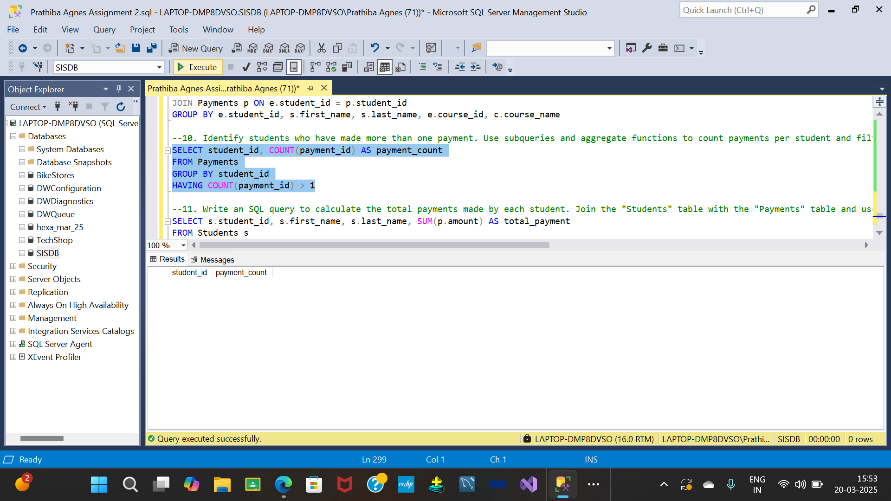 Prathiba Agnes Assignment 2.sql - LAPTOP-DMP8DVSO.SISDB (LAPTOP-DMP8DVSO\Prathiba Agnes (71))* - Microsoft SQL Server Management Studio
Quick Launch (Ctrl+Q)
File Edit View Query Project Tools Window Help
New Query
SISDB
Execute
Object Explorer
Connect
LAPTOP-DMP8DVSO (SQL Serve
Databases
System Databases
Database Snapshots
BikeStores
DWConfiguration
DWDiagnostics
DWQueue
hexa_mar_25
TechShop
SISDB
Security
Server Objects
Replication
Always On High Availability
Management
Integration Services Catalogs
SQL Server Agent
XEvent Profiler
Prathiba Agnes Assi...rathiba Agnes (71))*
JOIN Payments p ON e.student_id = p.student_id
GROUP BY e.student_id, s.first_name, s.last_name, e.course_id, c.course_name
--10. Identify students who have made more than one payment. Use subqueries and aggregate functions to count payments per student and fil
SELECT student_id, COUNT(payment_id) AS payment_count
FROM Payments
GROUP BY student_id
HAVING COUNT(payment_id) > 1
--11. Write an SQL query to calculate the total payments made by each student. Join the "Students" table with the "Payments" table and us
SELECT s.student_id, s.first_name, s.last_name, SUM(p.amount) AS total_payment
FROM Students s
100 %
Results Messages
student_id payment_count
Query executed successfully.
LAPTOP-DMP8DVSO (16.0 RTM) LAPTOP-DMP8DVSO\Prathi... SISDB 00:00:00 0 rows
Ready
Ln 299 Col 1 Ch 1 INS
2
ENG
IN
15:53
20-03-2025